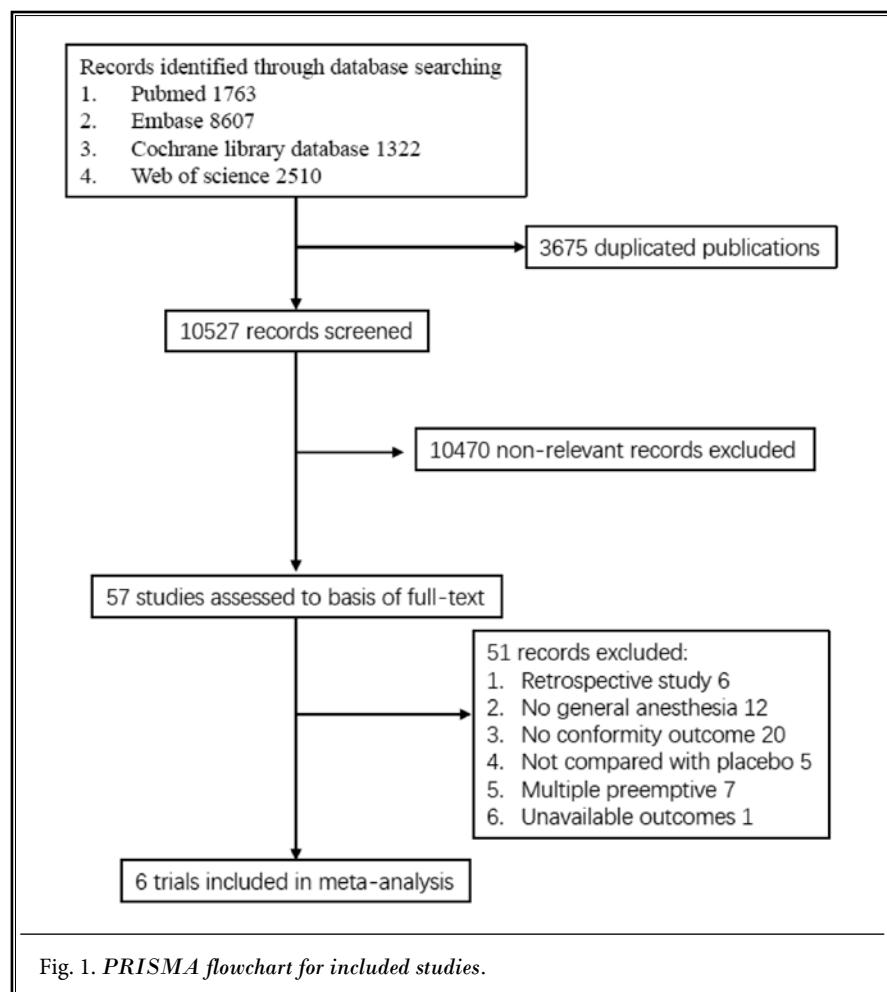 Records identified through database searching
1. Pubmed 1763
2. Embase 8607
3. Cochrane library database 1322
4. Web of science 2510
3675 duplicated publications
10527 records screened
10470 non-relevant records excluded
57 studies assessed to basis of full-text
51 records excluded:
1. Retrospective study 6
2. No general anesthesia 12
3. No conformity outcome 20
4. Not compared with placebo 5
5. Multiple preemptive 7
6. Unavailable outcomes 1
6 trials included in meta-analysis
Fig. 1. PRISMA flowchart for included studies.